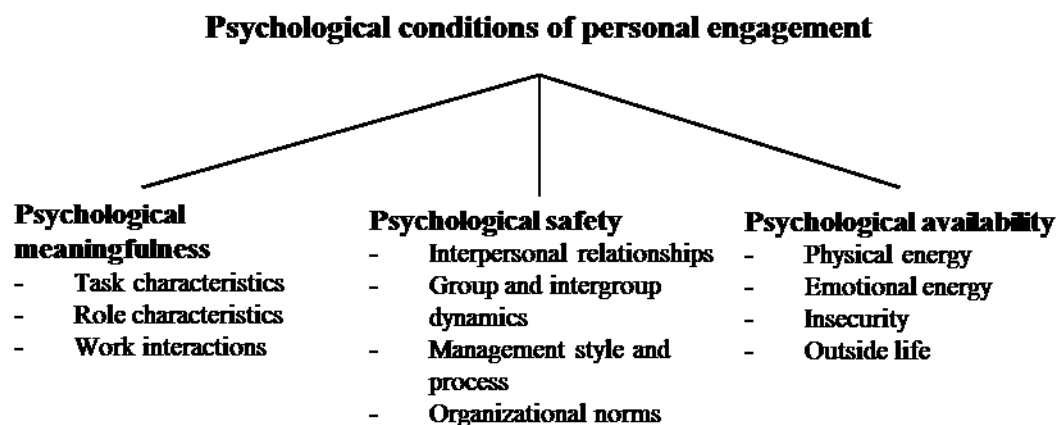 Psychological conditions of personal engagement
Psychological
meaningfulness
- Task characteristics
- Role characteristics
- Work interactions
Psychological safety
- Interpersonal relationships
- Group and intergroup
dynamics
- Management style and
process
- Organizational norms
Psychological availability
- Physical energy
- Emotional energy
- Insecurity
- Outside life